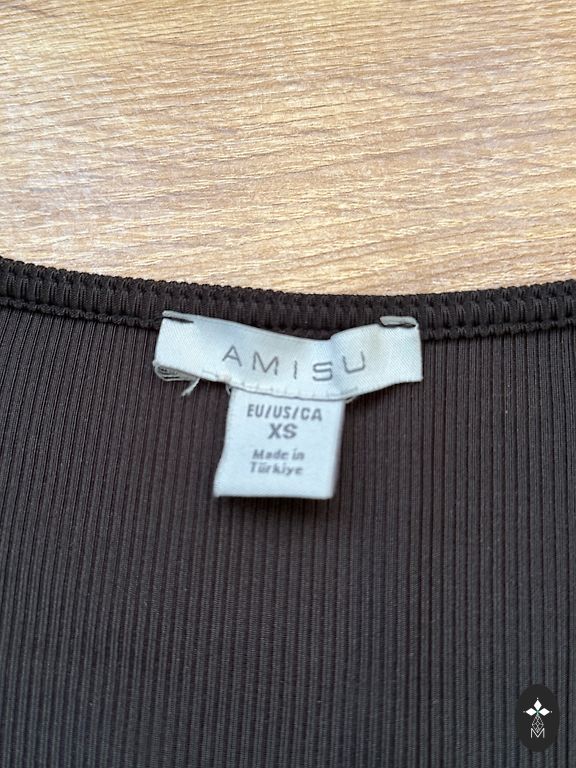 AMISU
EU/US/CA
XS
Made in
Türkiye
M